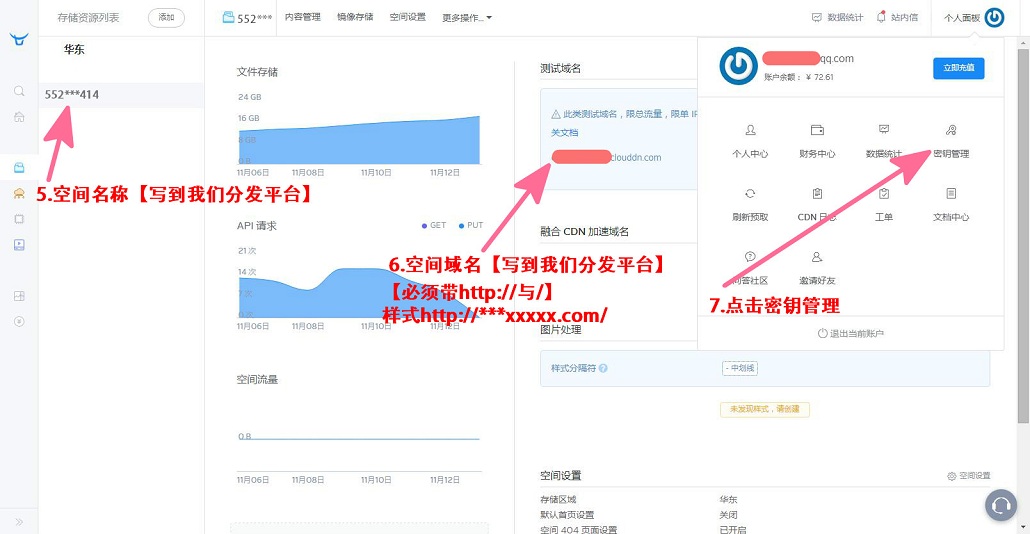 存储资源列表
添加
552***
内容管理
镜像存储
空间设置
更多操作...
数据统计
站内信
个人面板
华东
552***414
5.空间名称【写到我们分发平台】
文件存储
24 GB
16 GB
8 GB
0 B
11月06日
11月08日
11月10日
11月12日
API 请求
GET
PUT
21 次
14 次
7 次
0 次
11月06日
11月08日
11月10日
11月12日
空间流量
0 B
11月06日
11月08日
11月10日
11月12日
测试域名
此类测试域名，限总流量，限单 IP
关文档
clouddn.com
融合 CDN 加速域名
6.空间域名【写到我们分发平台】
【必须带http://与/】
样式http://***xxxxx.com/
图片处理
样式分隔符
- 中划线
未发现样式，请创建
空间设置
空间设置
存储区域
华东
默认首页设置
关闭
空间 404 页面设置
已开启
qq.com
账户余额： ¥ 72.61
立即充值
个人中心
财务中心
数据统计
密钥管理
刷新预取
CDN 日志
工单
文档中心
问答社区
邀请好友
7.点击密钥管理
退出当前账户